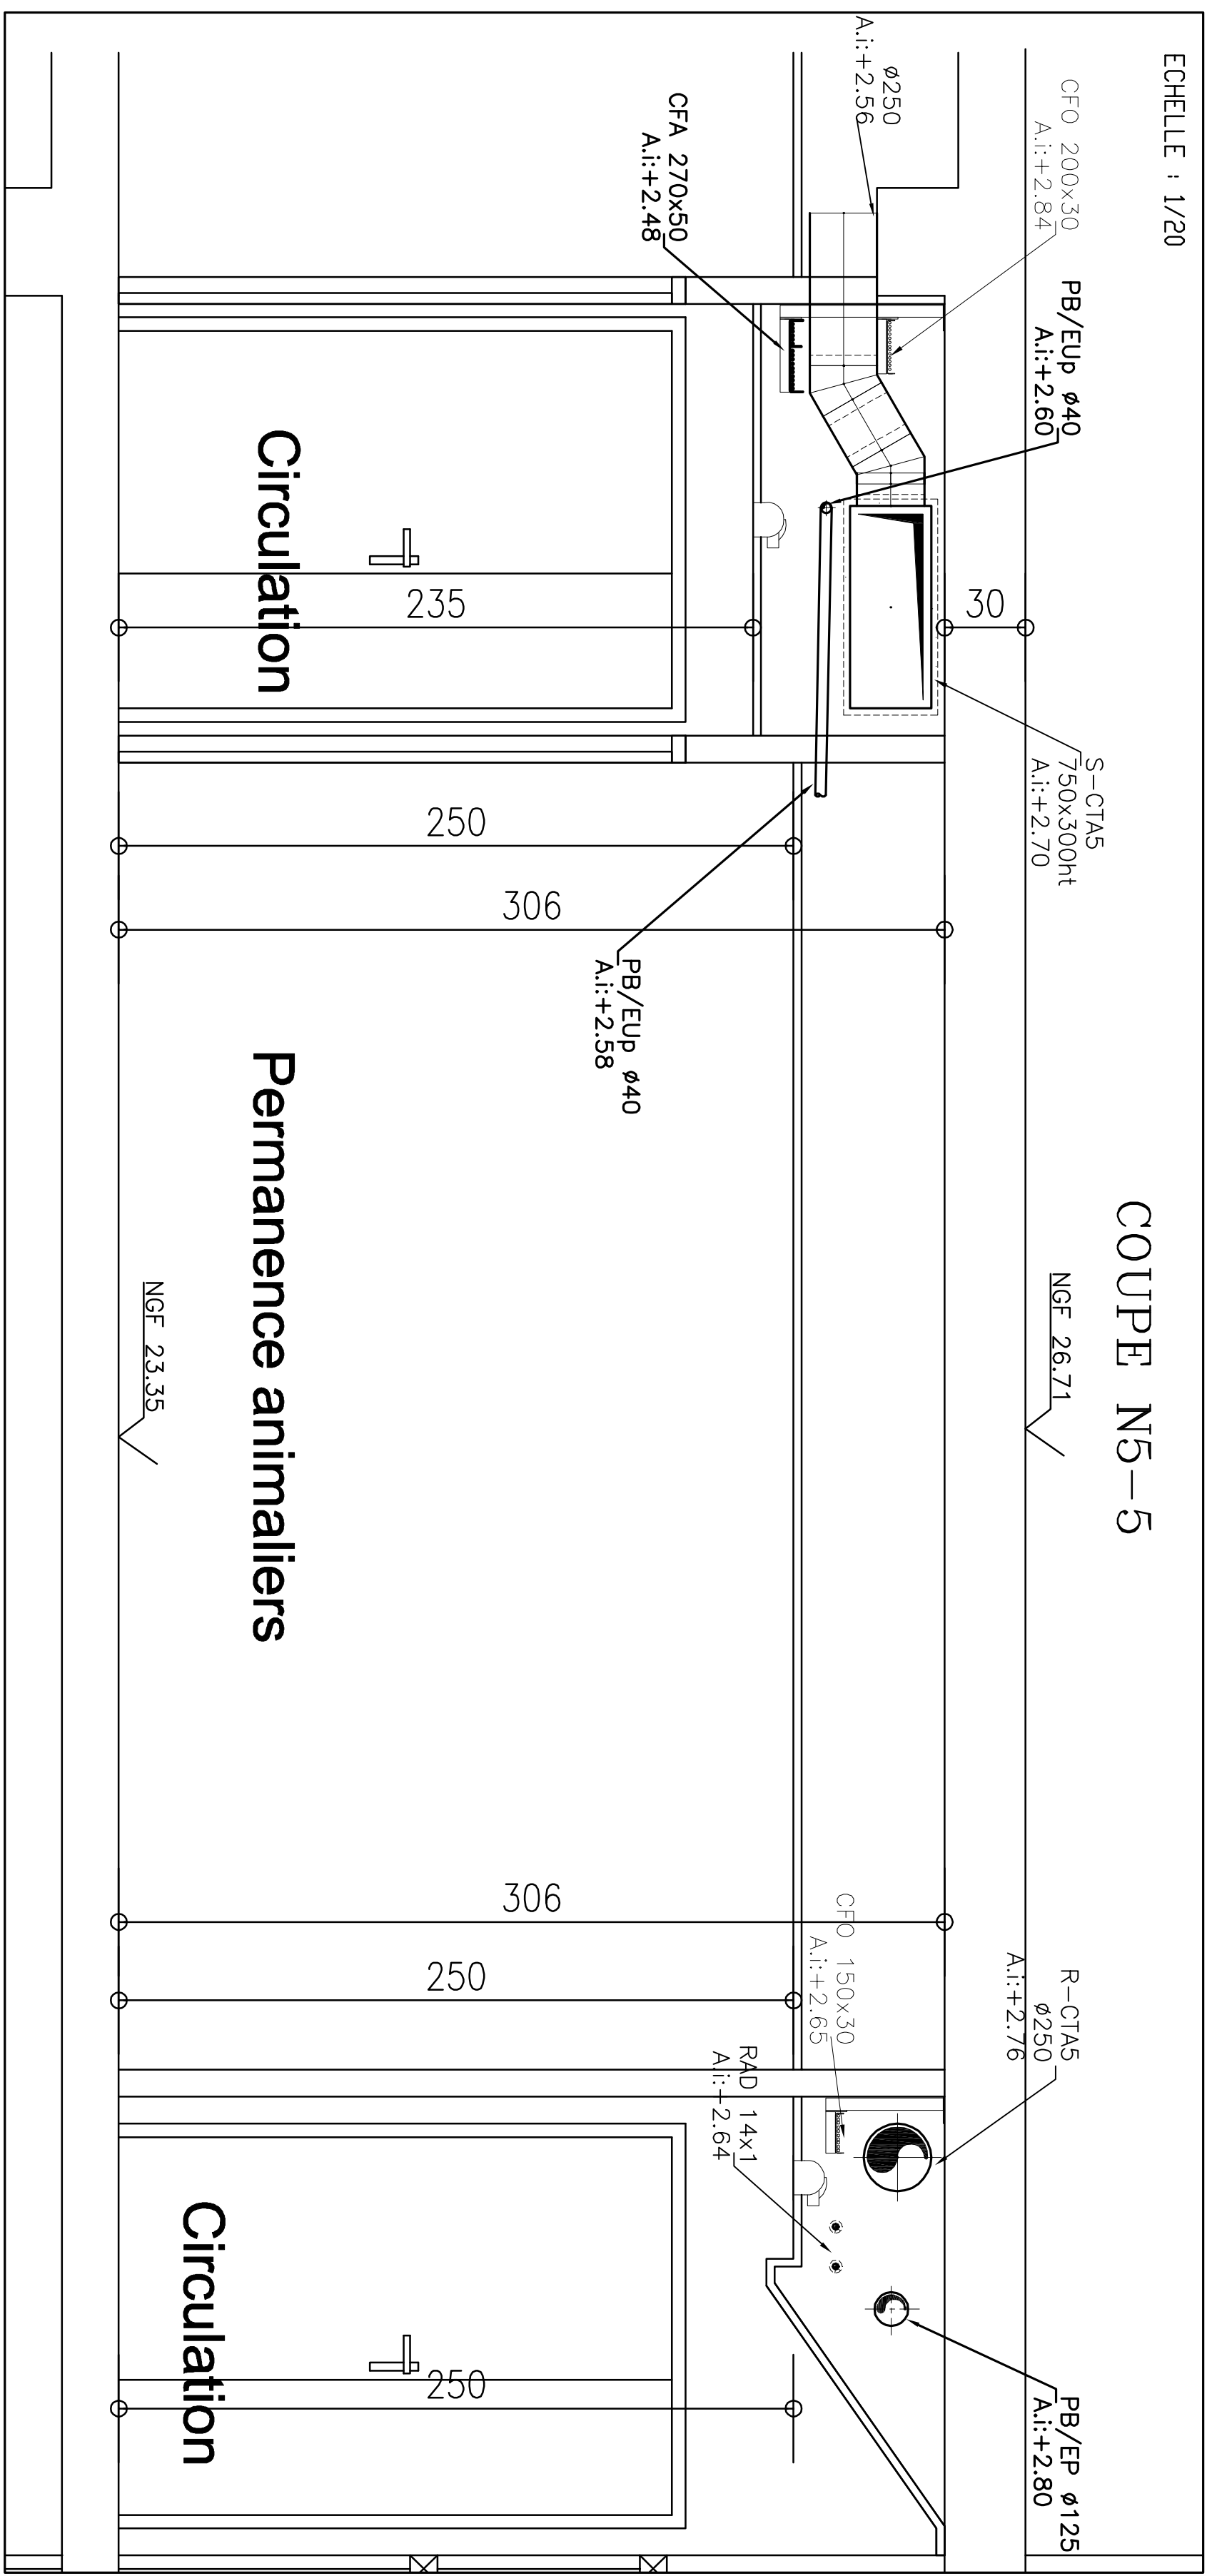 ECHELLE : 1/20
COUPE N5-5
CFO 200x30
A.i:+2.84
PB/EUp ø40
A.i:+2.60
S-CTA5
750x300ht
A.i:+2.70
NGF 26.71
R-CTA5
ø250
A.i:+2.76
PB/EP ø125
A.i:+2.80
ø250
A.i:+2.56
30
CFO 150x30
A.i:+2.65
CFA 270x50
A.i:+2.48
PB/EUp ø40
A.i:+2.58
RAD 14x1
A.i:+2.64
235
250
306
306
250
250
Circulation
Permanence animaliers
Circulation
NGF 23.35